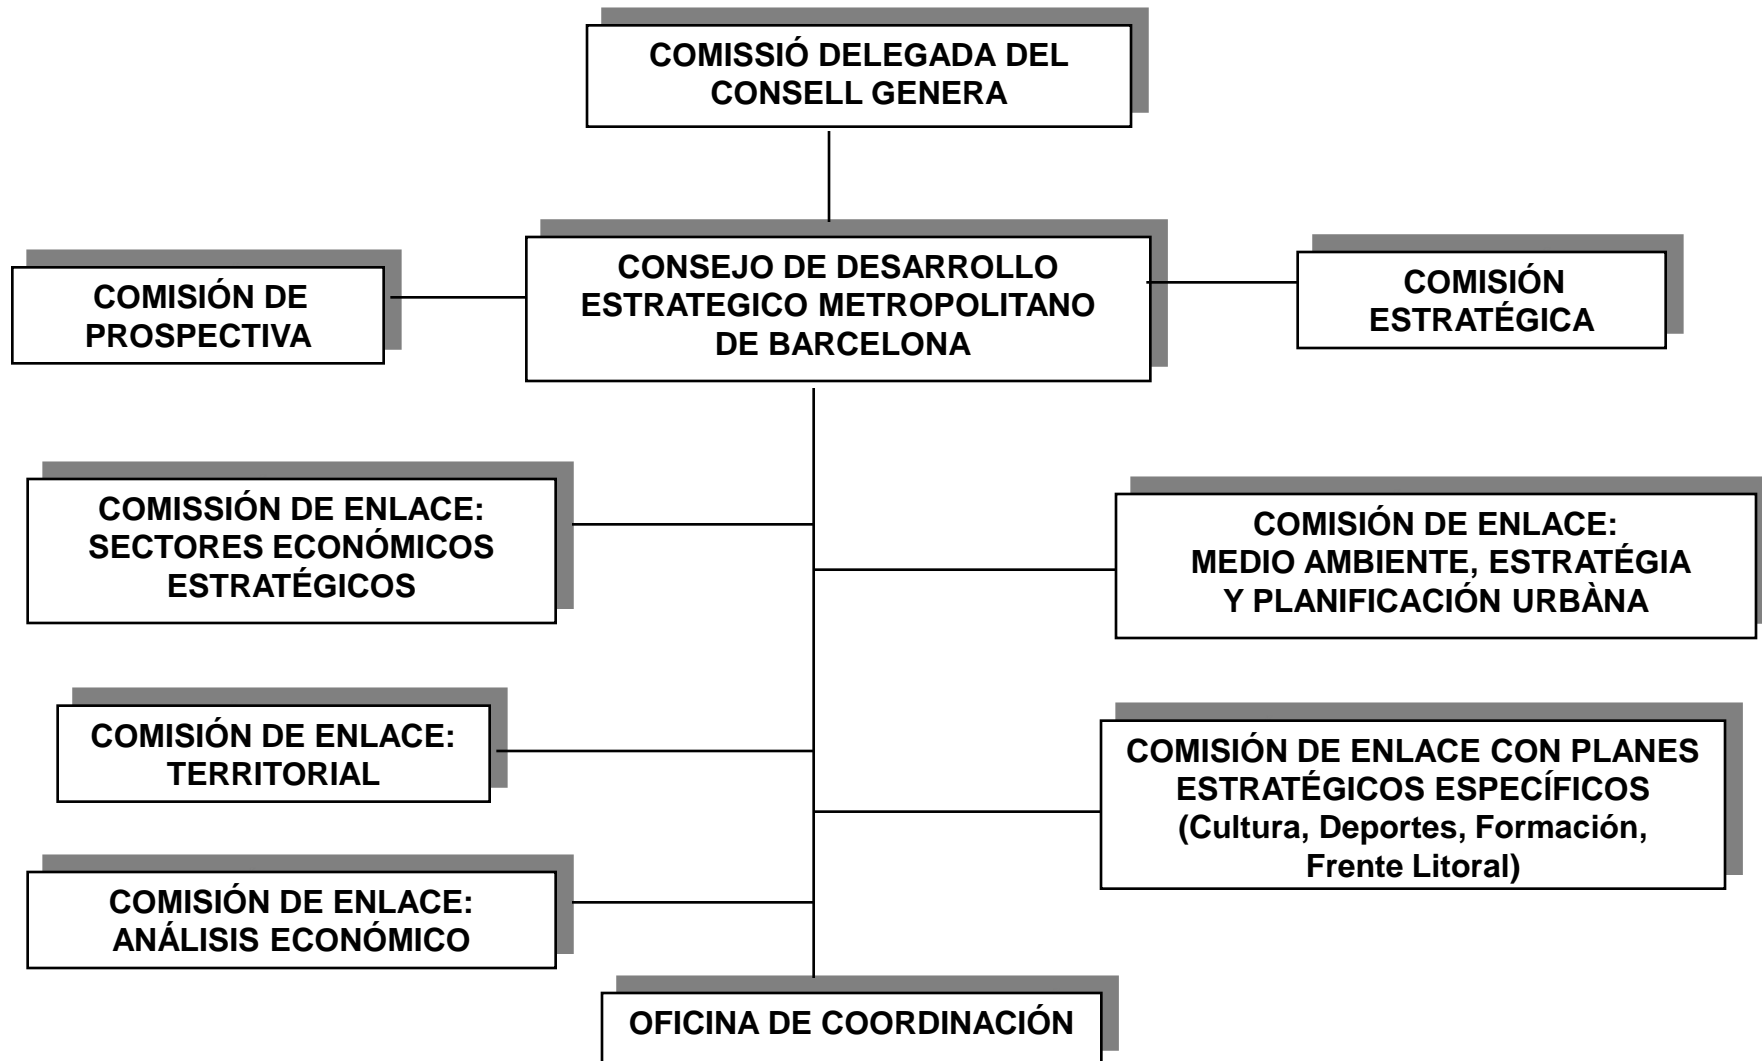 COMISSIÓ DELEGADA DEL
CONSELL GENERA
COMISIÓN DE
PROSPECTIVA
CONSEJO DE DESARROLLO
ESTRATEGICO METROPOLITANO
DE BARCELONA
COMISIÓN
ESTRATÉGICA
COMISSIÓN DE ENLACE:
SECTORES ECONÓMICOS
ESTRATÉGICOS
COMISIÓN DE ENLACE:
MEDIO AMBIENTE, ESTRATÉGIA
Y PLANIFICACIÓN URBÀNA
COMISIÓN DE ENLACE:
TERRITORIAL
COMISIÓN DE ENLACE CON PLANES
ESTRATÉGICOS ESPECÍFICOS
(Cultura, Deportes, Formación,
Frente Litoral)
COMISIÓN DE ENLACE:
ANÁLISIS ECONÓMICO
OFICINA DE COORDINACIÓN